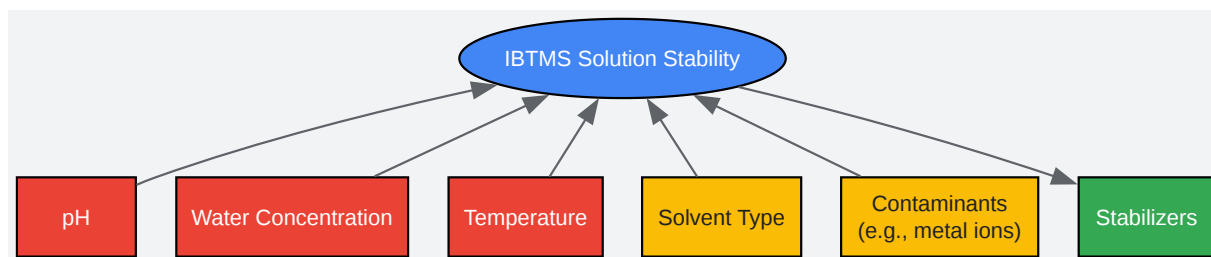 IBTMS Solution Stability
pH
Water Concentration
Temperature
Solvent Type
Contaminants
(e.g., metal ions)
Stabilizers